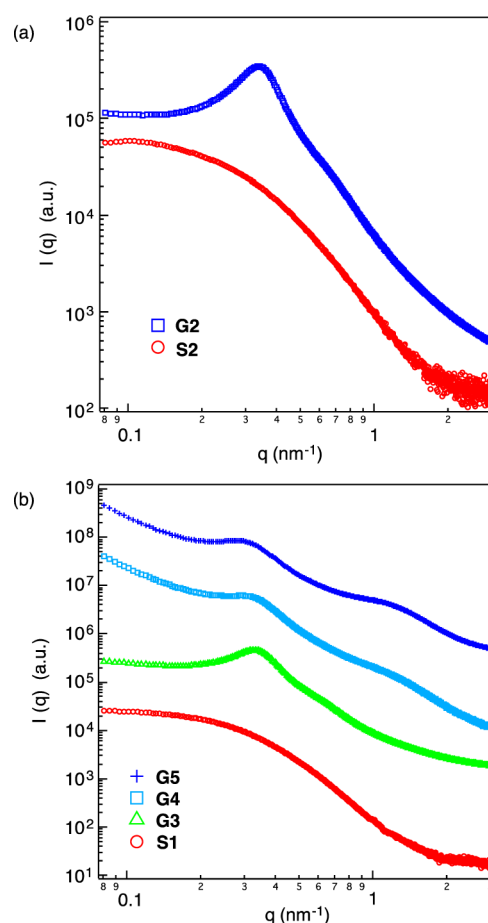 (a)
10^6
10^5
10^4
10^3
10^2
I (q) (a.u.)
G2
S2
8 9 0.1 2 3 4 5 6 7 8 9 1 2
q (nm^-1)
(b)
10^9
10^8
10^7
10^6
10^5
10^4
10^3
10^2
10^1
I (q) (a.u.)
G5
G4
G3
S1
8 9 0.1 2 3 4 5 6 7 8 9 1 2
q (nm^-1)